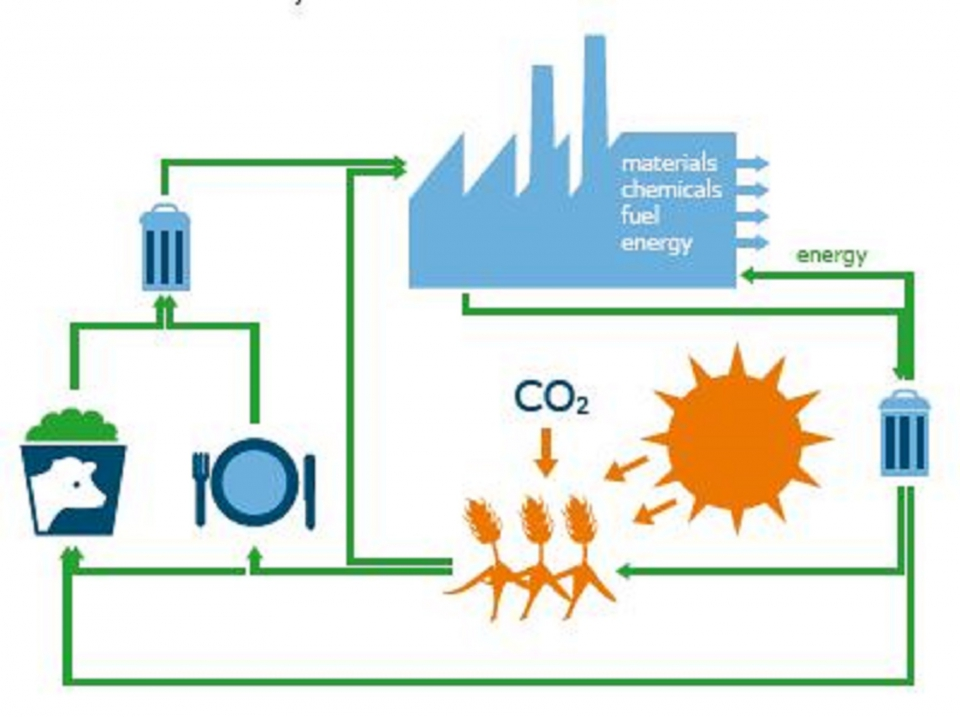 materials
chemicals
fuel
energy
energy
CO₂